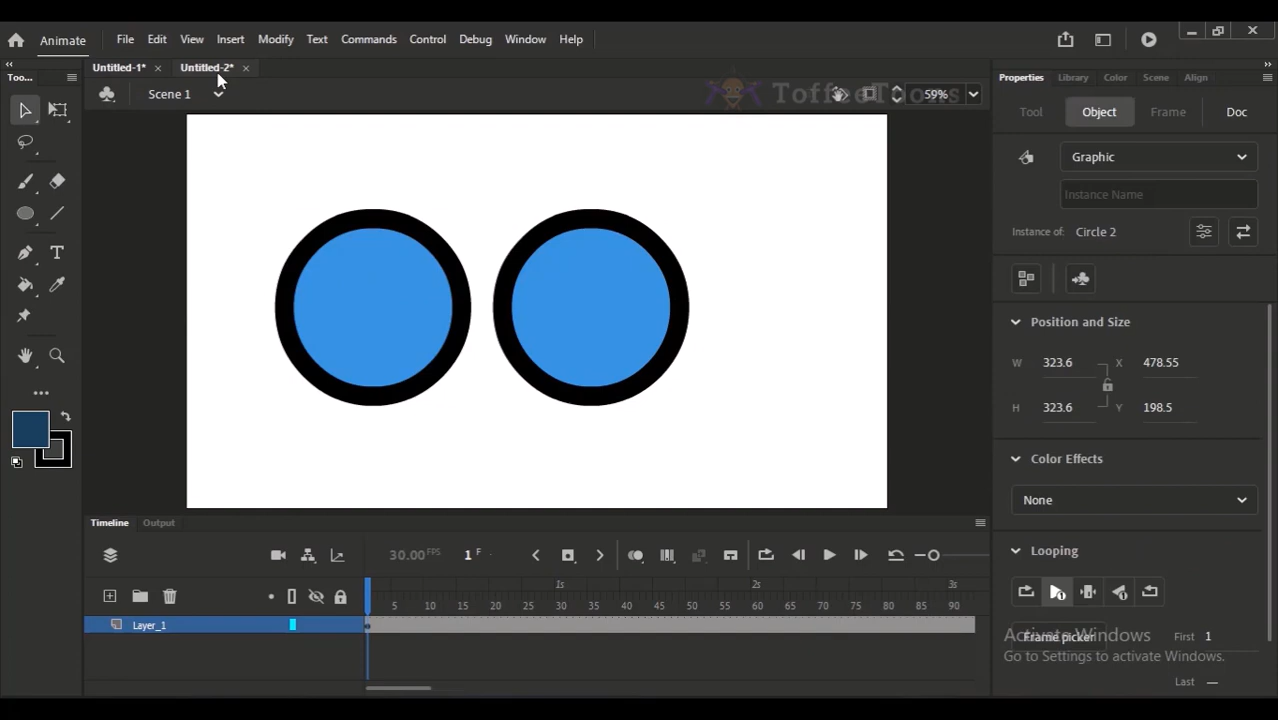 Animate File Edit View Insert Modify Text Commands Control Debug Window Help
Untitled-1* × Untitled-2* ×
Too...
Scene 1
ToffeeToons
59%
Properties Library Color Scene Align
Tool Object Frame Doc
Graphic
Instance Name
Instance of: Circle 2
Position and Size
W 323.6 X 478.55
H 323.6 Y 198.5
Color Effects
None
Looping
Frame picker First 1
Last —
Activate Windows
Go to Settings to activate Windows.
Timeline Output
30.00 FPS 1 F
1s 2s 3s
5 10 15 20 25 30 35 40 45 50 55 60 65 70 75 80 85 90
Layer_1